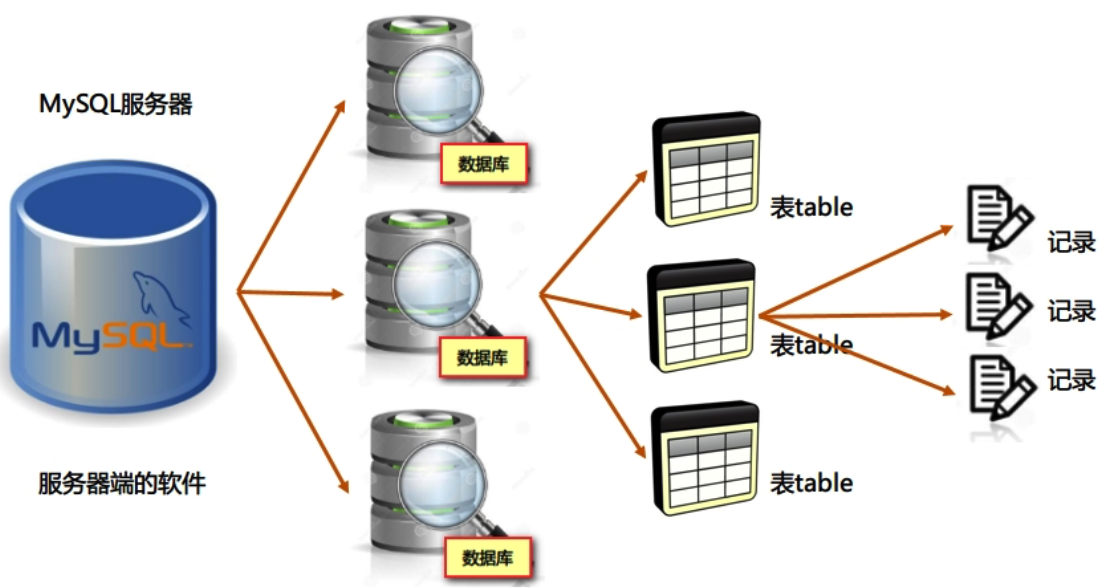 MySQL服务器
MySQL
服务器端的软件
数据库
数据库
数据库
表table
表table
表table
记录
记录
记录